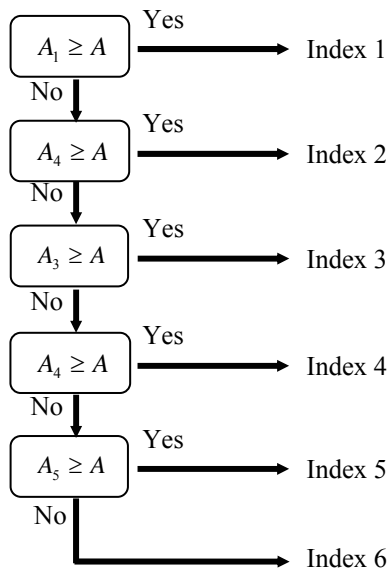 Yes
A₁ ≥ A
Index 1
No
Yes
A₄ ≥ A
Index 2
No
Yes
A₃ ≥ A
Index 3
No
Yes
A₄ ≥ A
Index 4
No
Yes
A₅ ≥ A
Index 5
No
Index 6